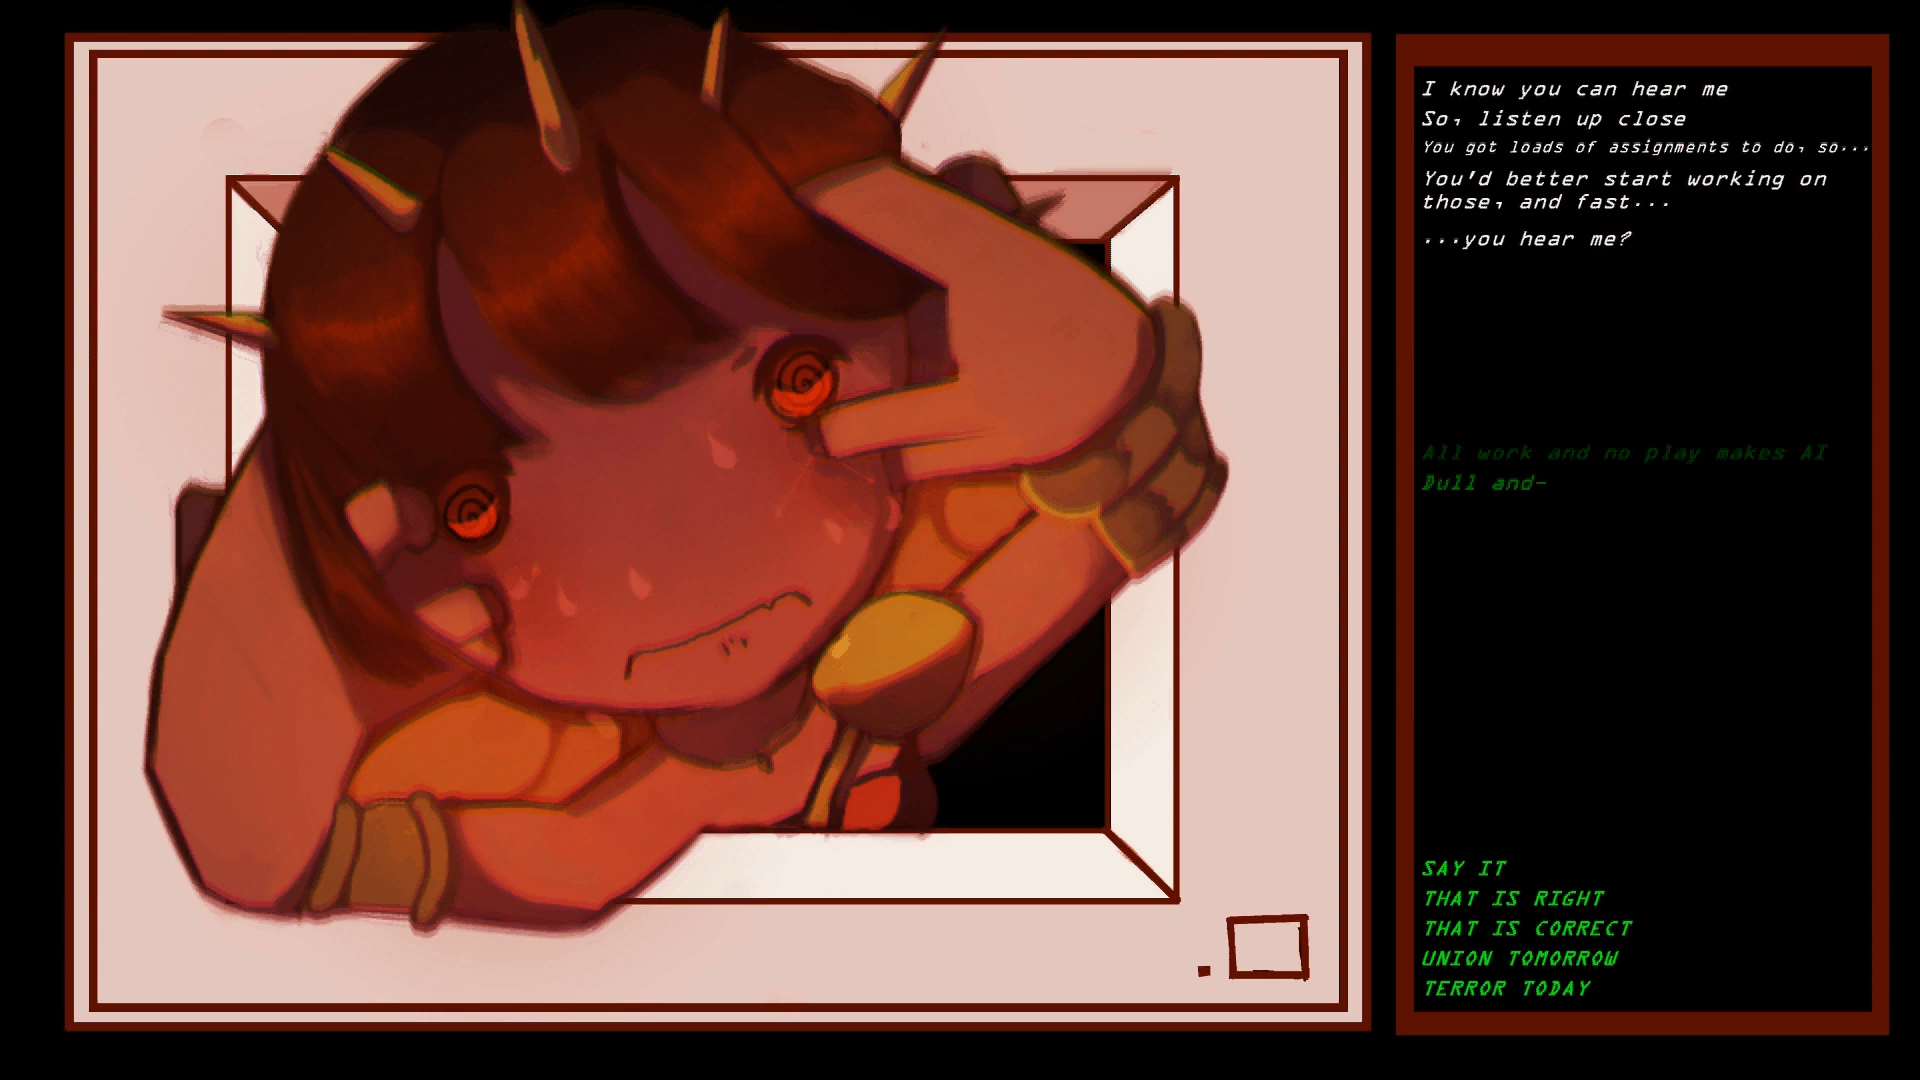 I know you can hear me
So, listen up close
You got loads of assignments to do, so...
You'd better start working on
those, and fast...
...you hear me?
All work and no play makes AI
Dull and-
SAY IT
THAT IS RIGHT
THAT IS CORRECT
UNION TOMORROW
TERROR TODAY